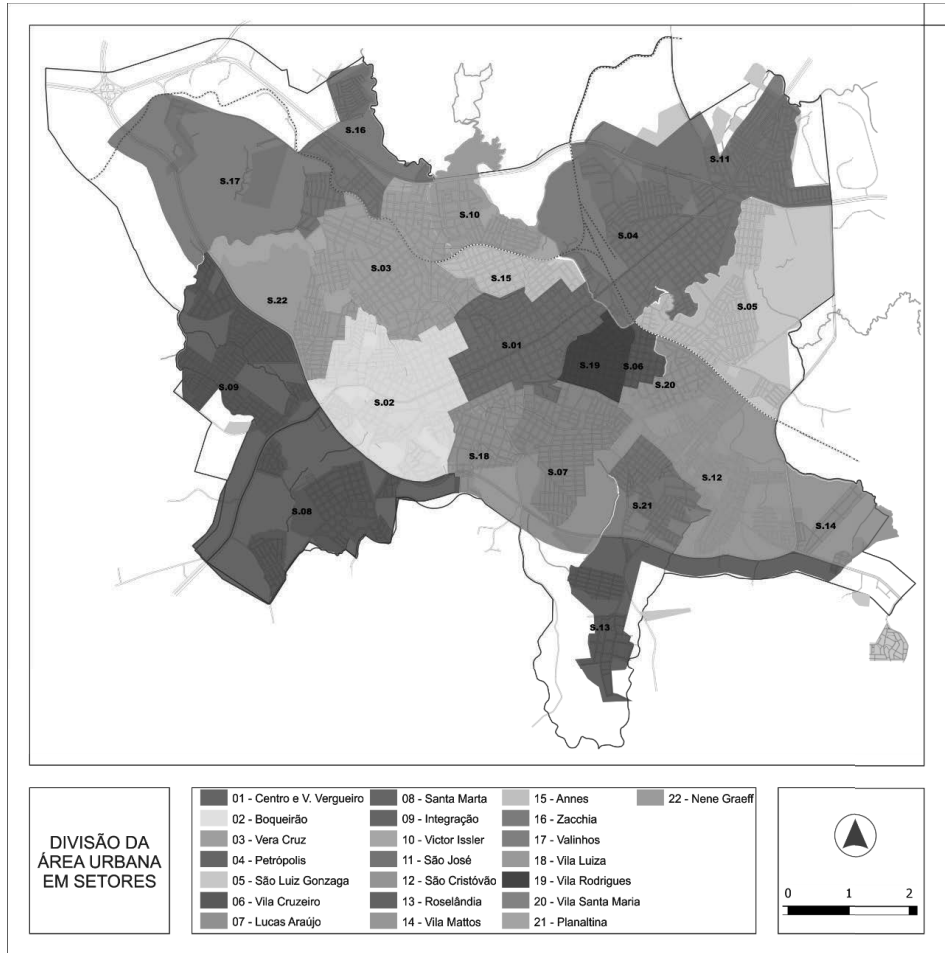 S.16
S.11
S.17
S.10
S.04
S.03
S.15
S.22
S.05
S.01
S.19
S.06
S.20
S.09
S.02
S.18
S.07
S.12
S.21
S.08
S.14
S.13
DIVISÃO DA
ÁREA URBANA
EM SETORES
01 - Centro e V. Vergueiro
02 - Boqueirão
03 - Vera Cruz
04 - Petrópolis
05 - São Luiz Gonzaga
06 - Vila Cruzeiro
07 - Lucas Araújo
08 - Santa Marta
09 - Integração
10 - Victor Issler
11 - São José
12 - São Cristóvão
13 - Roselândia
14 - Vila Mattos
15 - Annes
16 - Zacchia
17 - Valinhos
18 - Vila Luiza
19 - Vila Rodrigues
20 - Vila Santa Maria
21 - Planaltina
22 - Nene Graeff
0 1 2